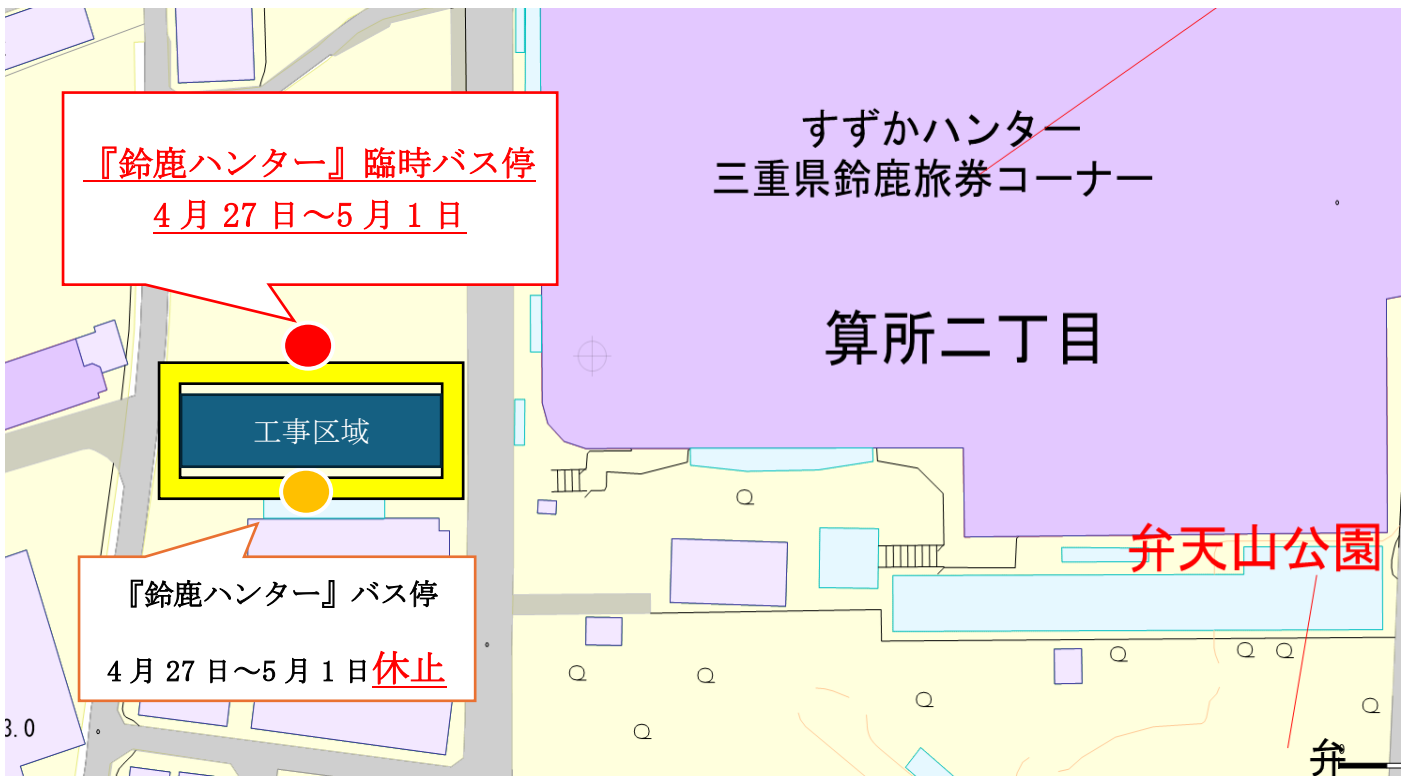 『鈴鹿ハンター』臨時バス停
4月27日～5月1日
すずかハンター
三重県鈴鹿旅券コーナー
算所二丁目
工事区域
弁天山公園
『鈴鹿ハンター』バス停
4月27日～5月1日休止
3.0
弁